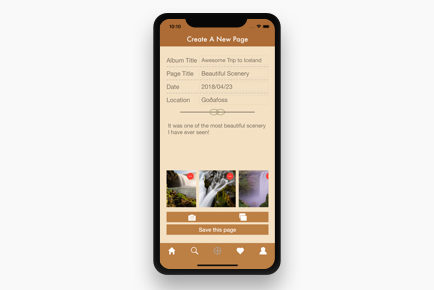 10:10
Create A New Page
Album Title Awesome Trip to Iceland
Page Title Beautiful Scenery
Date 2018/04/23
Location Goðafoss
It was one of the most beautiful scenery
I have ever seen!
Save this page